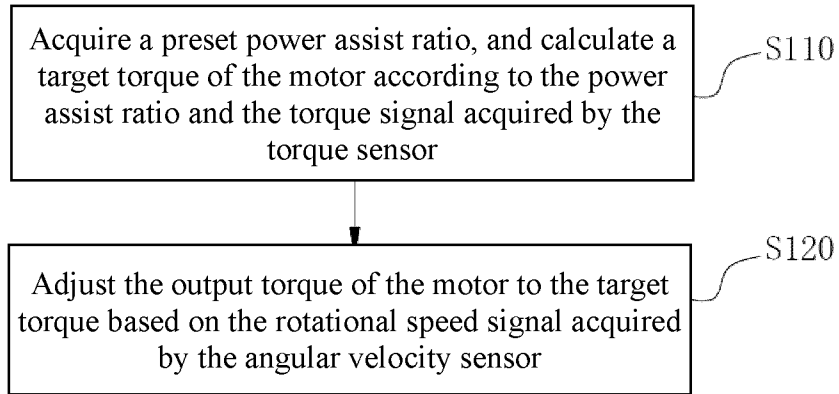 Acquire a preset power assist ratio, and calculate a
target torque of the motor according to the power
assist ratio and the torque signal acquired by the
torque sensor
S110
Adjust the output torque of the motor to the target
torque based on the rotational speed signal acquired
by the angular velocity sensor
S120